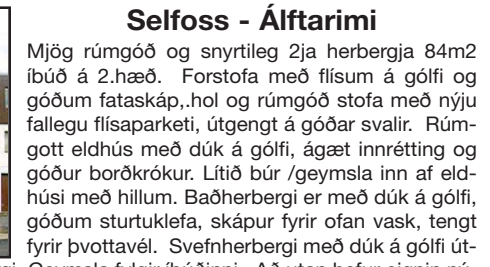 Selfoss - Álftarimi
Mjög rúmgóð og snyrtileg 2ja herbergja 84m2
íbúð á 2.hæð. Forstofa með flísum á gólfi og
góðum fataskáp,.hol og rúmgóð stofa með nýju
fallegu flísaparketi, útgengt á góðar svalir. Rúm-
gott eldhús með dúk á gólfi, ágæt innrétting og
góður borðkrókur. Lítið búr /geymsla inn af eld-
húsi með hillum. Baðherbergi er með dúk á gólfi,
góðum sturtuklefa, skápur fyrir ofan vask, tengt
fyrir þvottavél. Svefnherbergi með dúk á gólfi út-